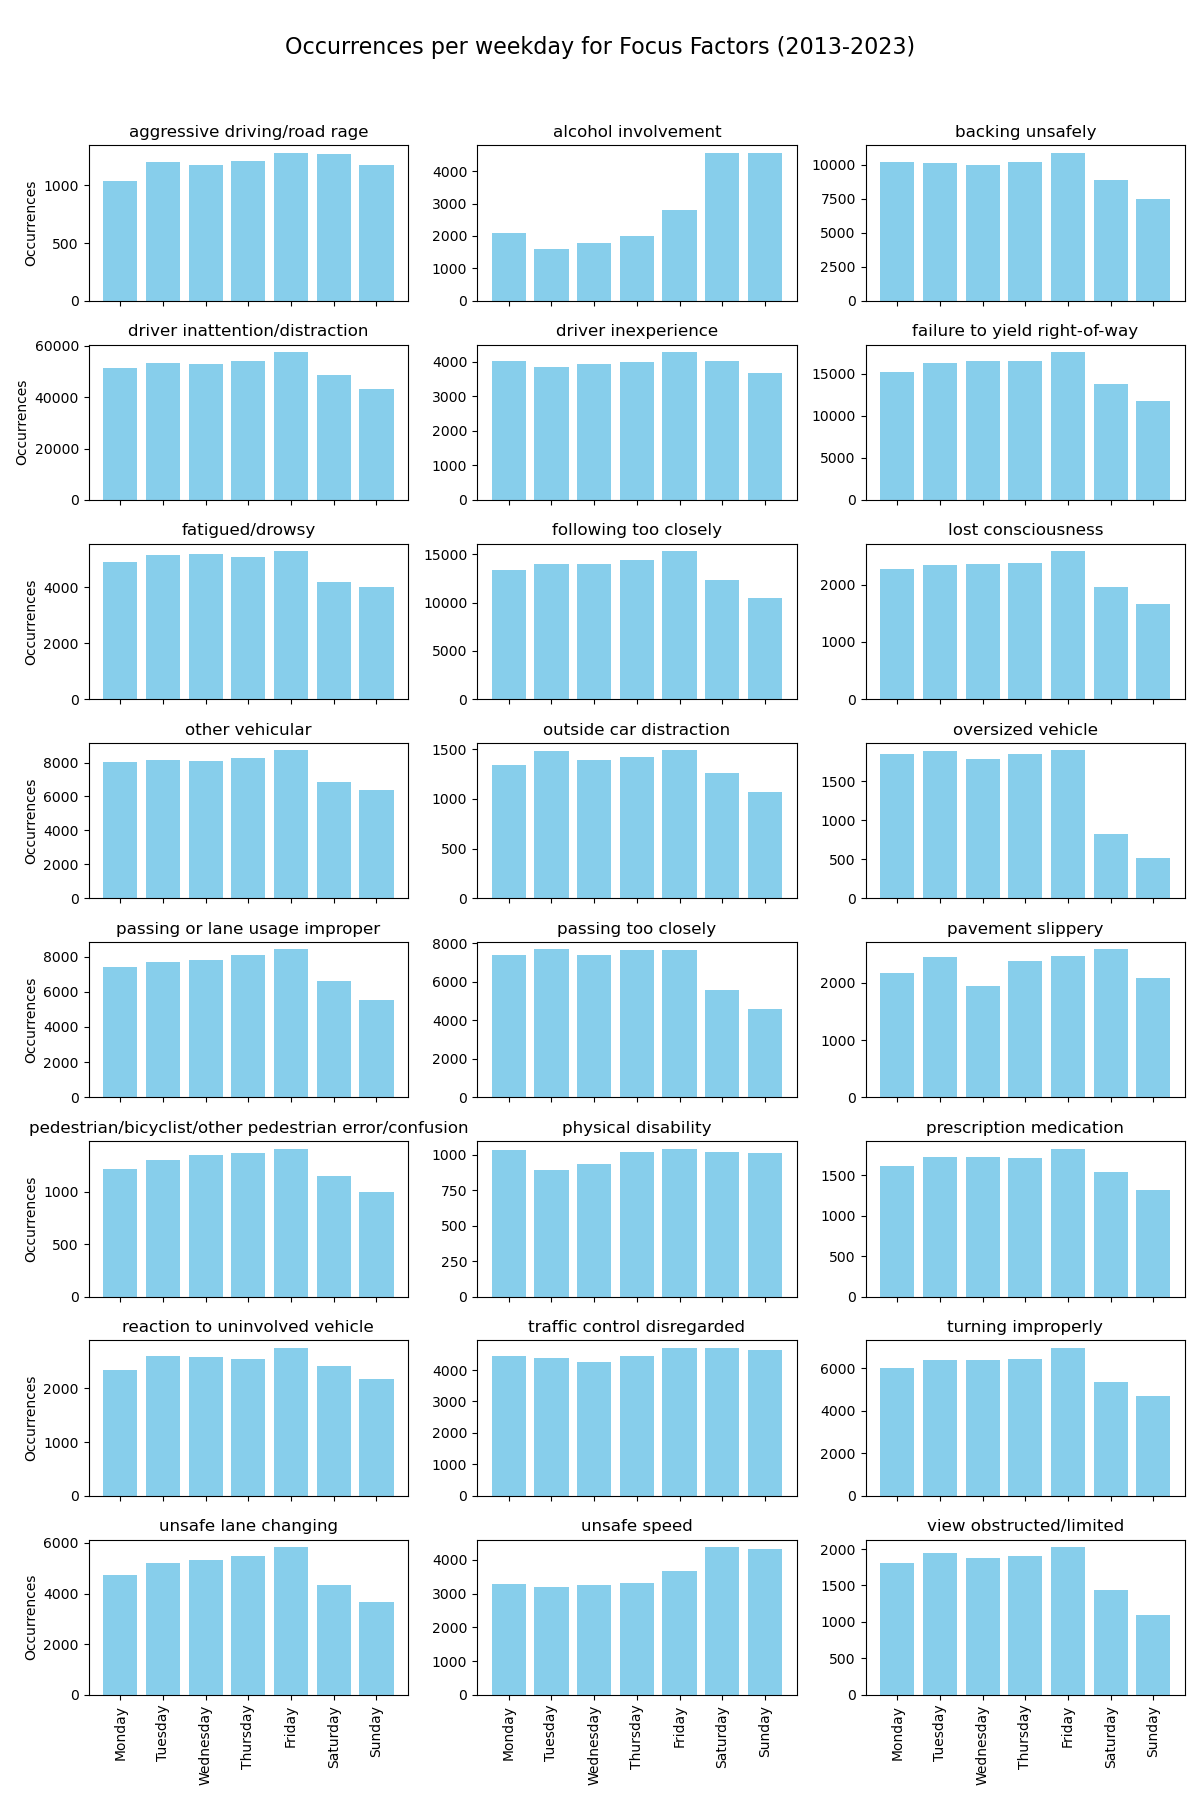 Occurrences per weekday for Focus Factors (2013-2023)
aggressive driving/road rage
alcohol involvement
backing unsafely
Occurrences
1000
500
0
4000
3000
2000
1000
0
10000
7500
5000
2500
0
driver inattention/distraction
driver inexperience
failure to yield right-of-way
Occurrences
60000
40000
20000
0
4000
3000
2000
1000
0
15000
10000
5000
0
fatigued/drowsy
following too closely
lost consciousness
Occurrences
4000
2000
0
15000
10000
5000
0
2000
1000
0
other vehicular
outside car distraction
oversized vehicle
Occurrences
8000
6000
4000
2000
0
1500
1000
500
0
1500
1000
500
0
passing or lane usage improper
passing too closely
pavement slippery
Occurrences
8000
6000
4000
2000
0
8000
6000
4000
2000
0
2000
1000
0
pedestrian/bicyclist/other pedestrian error/confusion
physical disability
prescription medication
Occurrences
1000
500
0
1000
750
500
250
0
1500
1000
500
0
reaction to uninvolved vehicle
traffic control disregarded
turning improperly
Occurrences
2000
1000
0
4000
3000
2000
1000
0
6000
4000
2000
0
unsafe lane changing
unsafe speed
view obstructed/limited
Occurrences
6000
4000
2000
0
4000
3000
2000
1000
0
2000
1500
1000
500
0
Monday
Tuesday
Wednesday
Thursday
Friday
Saturday
Sunday
Monday
Tuesday
Wednesday
Thursday
Friday
Saturday
Sunday
Monday
Tuesday
Wednesday
Thursday
Friday
Saturday
Sunday